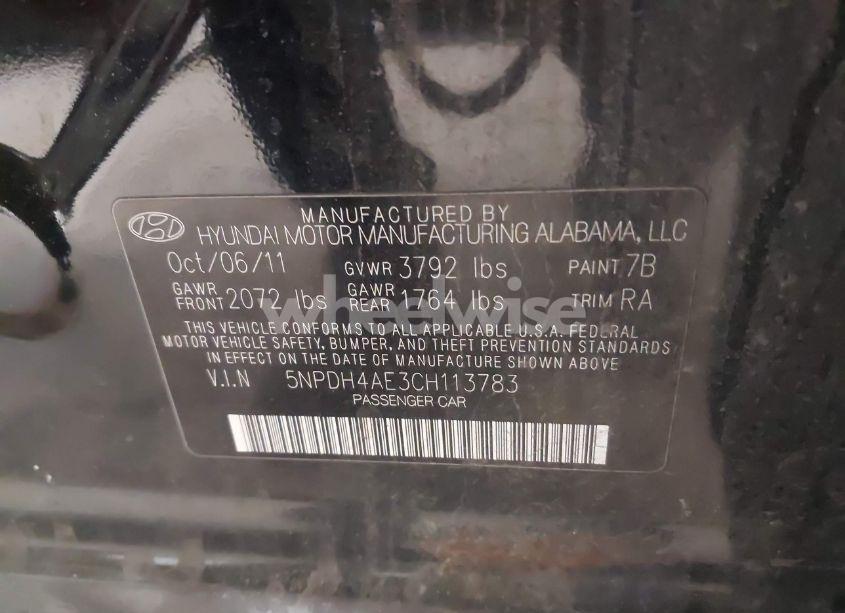 MANUFACTURED BY
HYUNDAI MOTOR MANUFACTURING ALABAMA, LLC
Oct/06/11 GVWR 3792 lbs PAINT 7B
GAWR FRONT 2072 lbs GAWR REAR 1764 lbs TRIM RA
THIS VEHICLE CONFORMS TO ALL APPLICABLE U.S.A. FEDERAL
MOTOR VEHICLE SAFETY, BUMPER, AND THEFT PREVENTION STANDARDS
IN EFFECT ON THE DATE OF MANUFACTURE SHOWN ABOVE
V.I.N 5NPDH4AE3CH113783
PASSENGER CAR
wheelwise